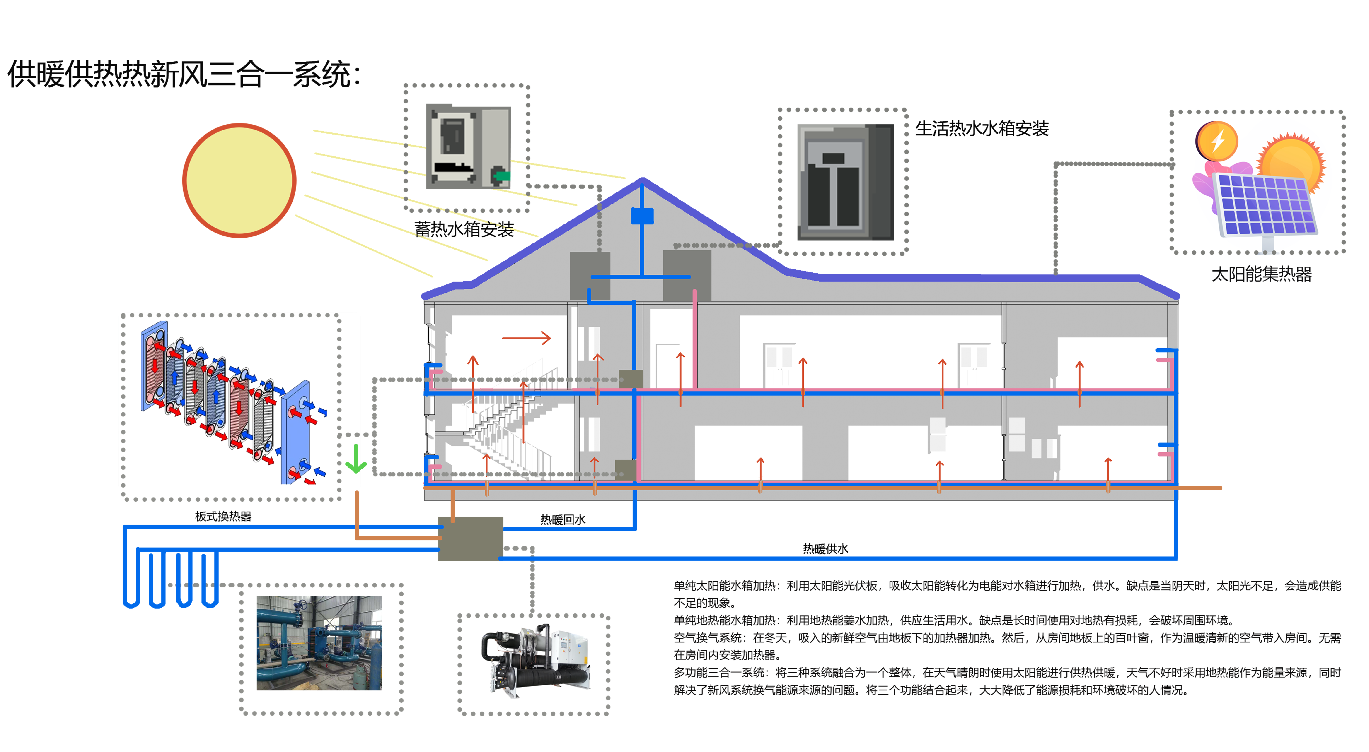 供暖供热热新风三合一系统：
生活热水水箱安装
蓄热水箱安装
太阳能集热器
板式换热器
热暖回水
热暖供水
单纯太阳能水箱加热：利用太阳能光伏板，吸收太阳能转化为电能对水箱进行加热，供水。缺点是当阴天时，太阳光不足，会造成供能
不足的现象。
单纯地热能水箱加热：利用地热能蓄水加热，供应生活用水。缺点是长时间使用对地热有损耗，会破坏周围环境。
空气换气系统：在冬天，吸入的新鲜空气由地板下的加热器加热。然后，从房间地板上的百叶窗，作为温暖清新的空气带入房间。无需
在房间内安装加热器。
多功能三合一系统：将三种系统融合为一个整体，在天气晴朗时使用太阳能进行供热供暖，天气不好时采用地热能作为能量来源，同时
解决了新风系统换气能源来源的问题。将三个功能结合起来，大大降低了能源损耗和环境破坏的人情况。